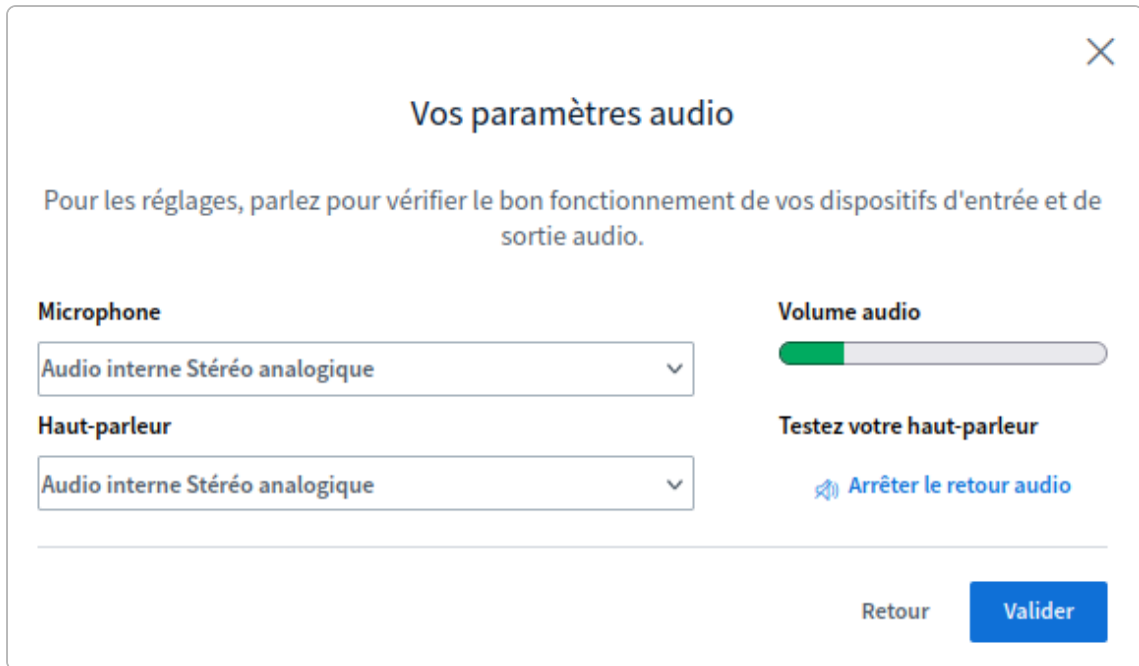 Vos paramètres audio
Pour les réglages, parlez pour vérifier le bon fonctionnement de vos dispositifs d'entrée et de
sortie audio.
Microphone
Volume audio
Audio interne Stéréo analogique
Haut-parleur
Testez votre haut-parleur
Audio interne Stéréo analogique
Arrêter le retour audio
Retour
Valider